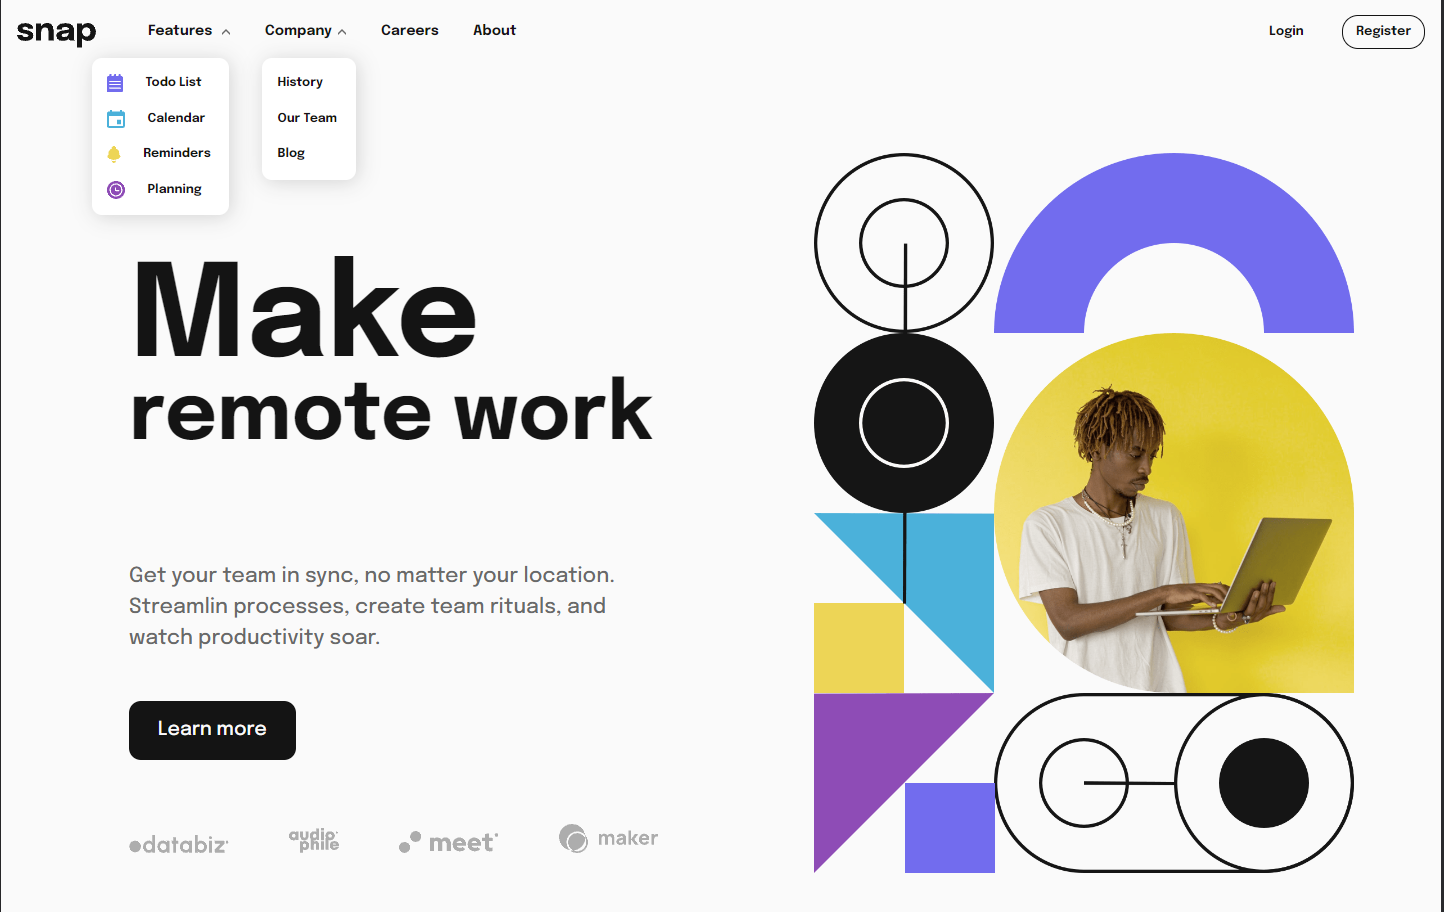 snap
Features
Company
Careers
About
Login
Register
Todo List
Calendar
Reminders
Planning
History
Our Team
Blog
Make
remote work
Get your team in sync, no matter your location.
Streamlin processes, create team rituals, and
watch productivity soar.
Learn more
databiz
audio
phile
meet
maker